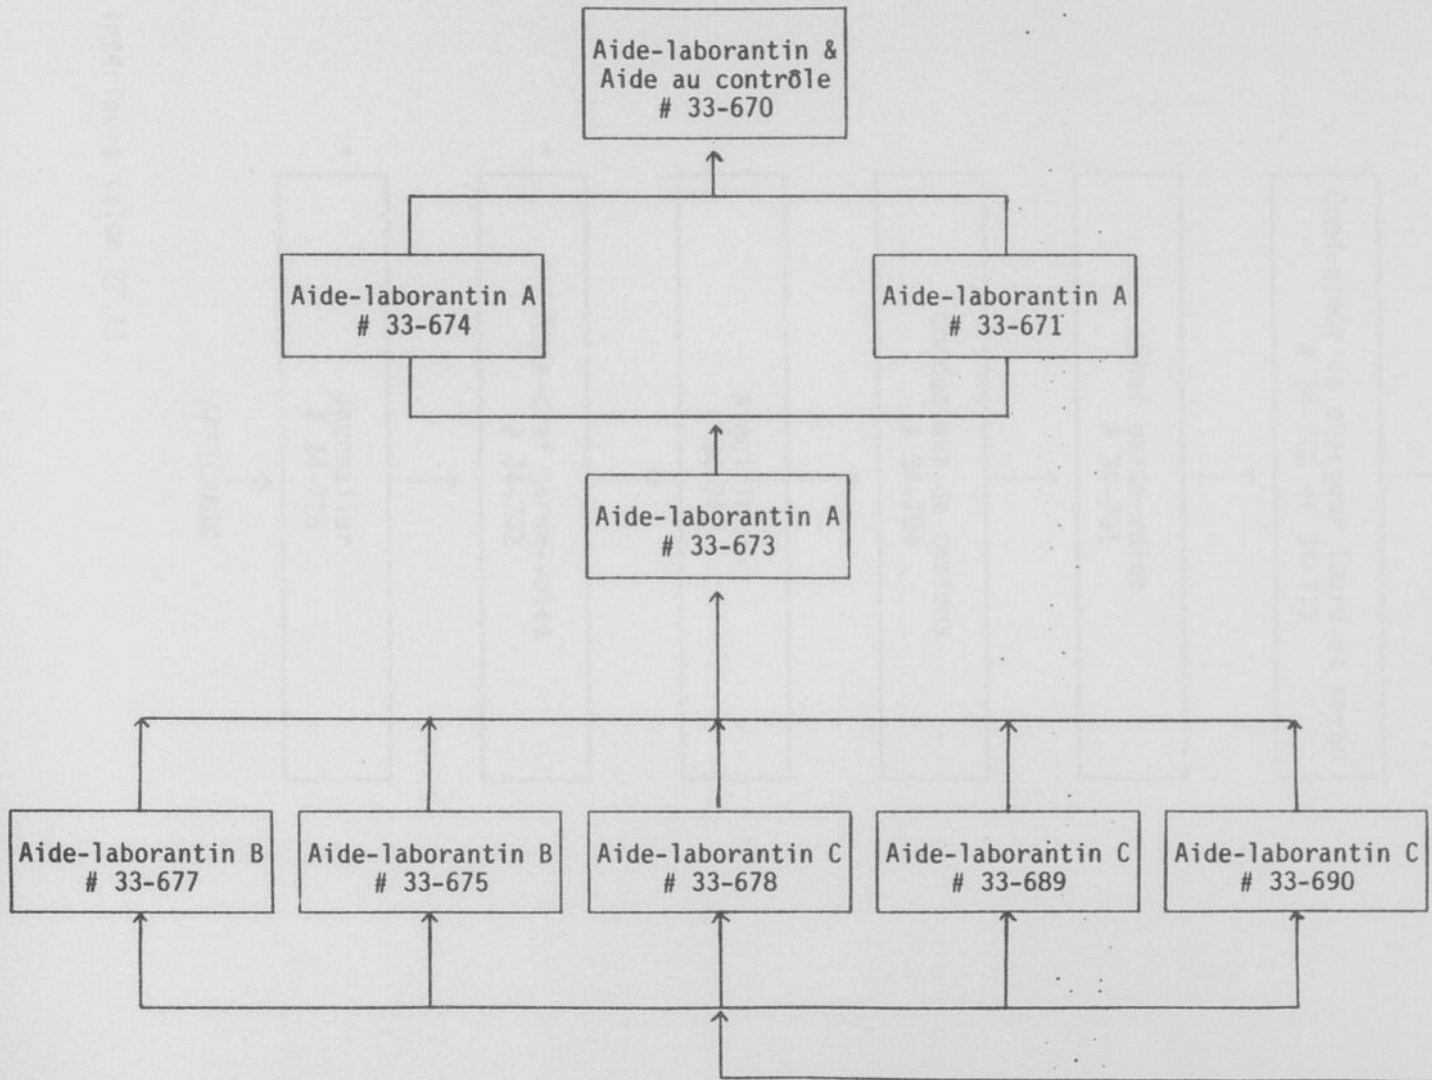 Aide-laborantin &
Aide au contrôle
# 33-670
Aide-laborantin A
# 33-674
Aide-laborantin A
# 33-671
Aide-laborantin A
# 33-673
Aide-laborantin B
# 33-677
Aide-laborantin B
# 33-675
Aide-laborantin C
# 33-678
Aide-laborantin C
# 33-689
Aide-laborantin C
# 33-690